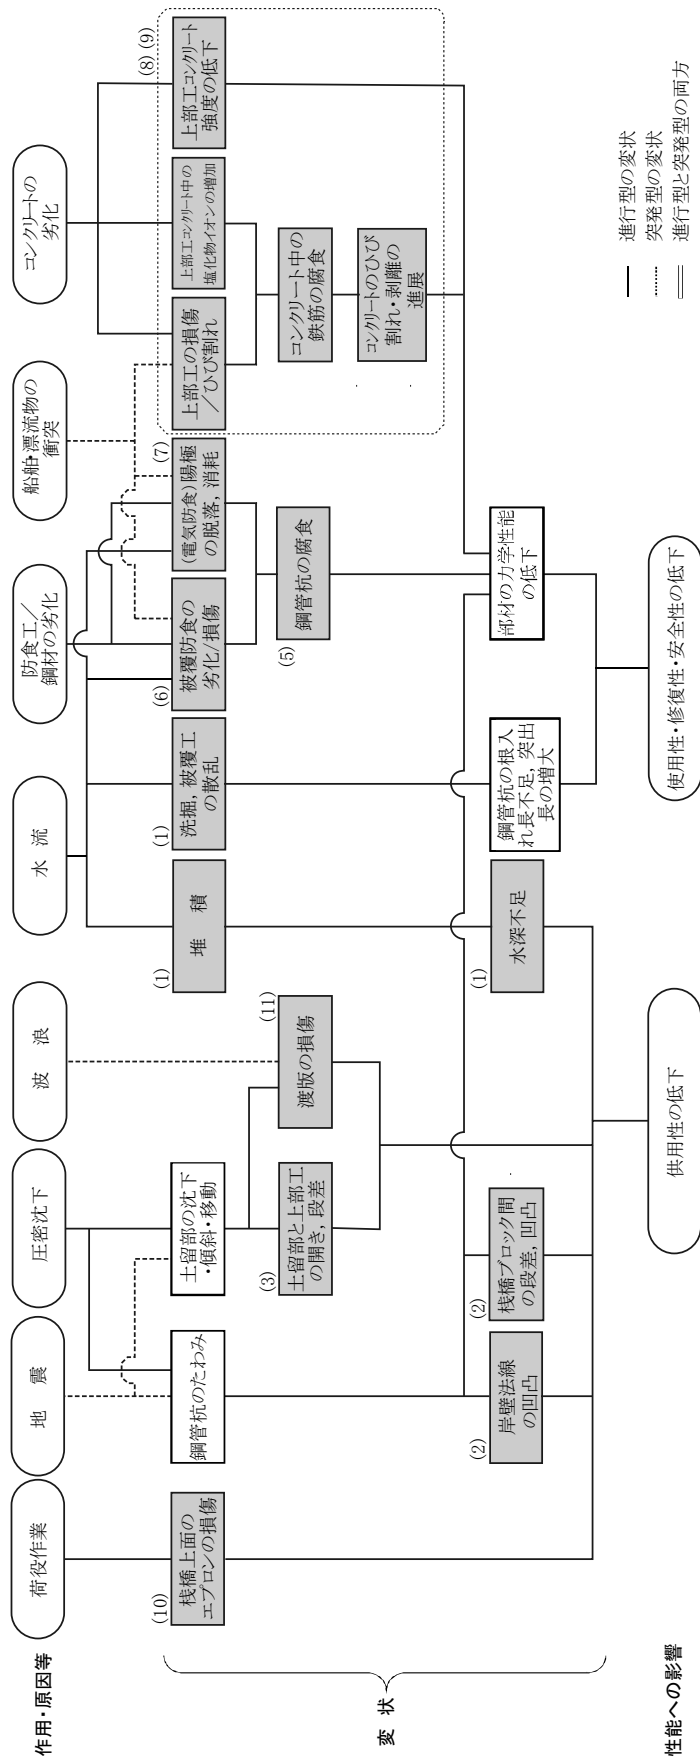 作用・原因等
荷役作業
地　震
圧密沈下
波　浪
水　流
防食工／
鋼材の劣化
船舶・漂流物の
衝突
コンクリートの
劣化
変　状
(10)
桟橋上面の
エプロンの損傷
鋼管杭のたわみ
土留部の沈下
・傾斜・移動
(1)
堆　積
(1)
洗掘，被覆工
の散乱
(6)
被覆防食の
劣化／損傷
(7)
(電気防食)陽極
の脱落，消耗
上部工の損傷
／ひび割れ
上部工コンクリート中の
塩化物イオンの増加
(8) (9)
上部工コンクリート
強度の低下
(3)
土留部と上部工
の開き，段差
(11)
渡版の損傷
(5)
鋼管杭の腐食
コンクリート中の
鉄筋の腐食
コンクリートのひび
割れ・剥離の
進展
(2)
岸壁法線
の凹凸
(2)
桟橋ブロック間
の段差，凹凸
(1)
水深不足
鋼管杭の根入
れ長不足，突出
長の増大
部材の力学性能
の低下
性能への影響
供用性の低下
使用性・修復性・安全性の低下
進行型の変状
突発型の変状
進行型と突発型の両方